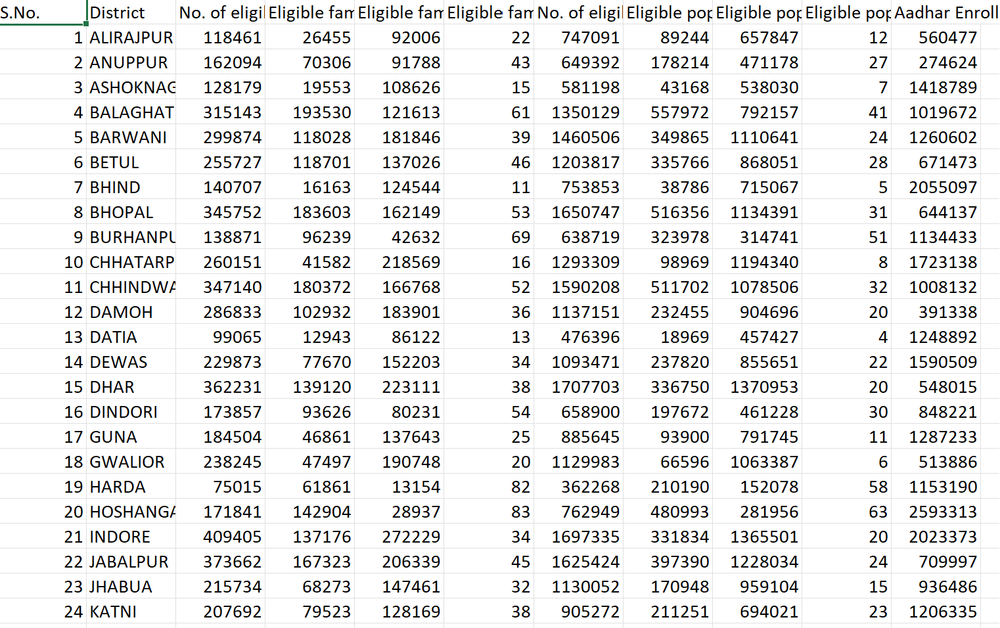 S.No. District No. of eligi Eligible fam Eligible fam Eligible fam No. of eligi Eligible pop Eligible pop Eligible pop Aadhar Enroll
1 ALIRAJPUR 118461 26455 92006 22 747091 89244 657847 12 560477
2 ANUPPUR 162094 70306 91788 43 649392 178214 471178 27 274624
3 ASHOKNAG 128179 19553 108626 15 581198 43168 538030 7 1418789
4 BALAGHAT 315143 193530 121613 61 1350129 557972 792157 41 1019672
5 BARWANI 299874 118028 181846 39 1460506 349865 1110641 24 1260602
6 BETUL 255727 118701 137026 46 1203817 335766 868051 28 671473
7 BHIND 140707 16163 124544 11 753853 38786 715067 5 2055097
8 BHOPAL 345752 183603 162149 53 1650747 516356 1134391 31 644137
9 BURHANPU 138871 96239 42632 69 638719 323978 314741 51 1134433
10 CHHATARP 260151 41582 218569 16 1293309 98969 1194340 8 1723138
11 CHHINDWA 347140 180372 166768 52 1590208 511702 1078506 32 1008132
12 DAMOH 286833 102932 183901 36 1137151 232455 904696 20 391338
13 DATIA 99065 12943 86122 13 476396 18969 457427 4 1248892
14 DEWAS 229873 77670 152203 34 1093471 237820 855651 22 1590509
15 DHAR 362231 139120 223111 38 1707703 336750 1370953 20 548015
16 DINDORI 173857 93626 80231 54 658900 197672 461228 30 848221
17 GUNA 184504 46861 137643 25 885645 93900 791745 11 1287233
18 GWALIOR 238245 47497 190748 20 1129983 66596 1063387 6 513886
19 HARDA 75015 61861 13154 82 362268 210190 152078 58 1153190
20 HOSHANGA 171841 142904 28937 83 762949 480993 281956 63 2593313
21 INDORE 409405 137176 272229 34 1697335 331834 1365501 20 2023373
22 JABALPUR 373662 167323 206339 45 1625424 397390 1228034 24 709997
23 JHABUA 215734 68273 147461 32 1130052 170948 959104 15 936486
24 KATNI 207692 79523 128169 38 905272 211251 694021 23 1206335